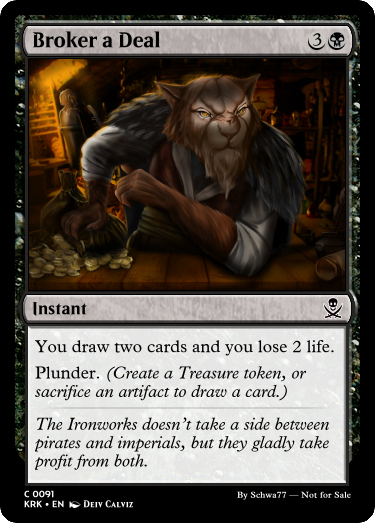 Broker a Deal 3
Instant
You draw two cards and you lose 2 life.
Plunder. (Create a Treasure token, or
sacrifice an artifact to draw a card.)
The Ironworks doesn't take a side between
pirates and imperials, but they gladly take
profit from both.
C 0091
KRK • EN Deiv Calviz
By Schwa77 — Not for Sale